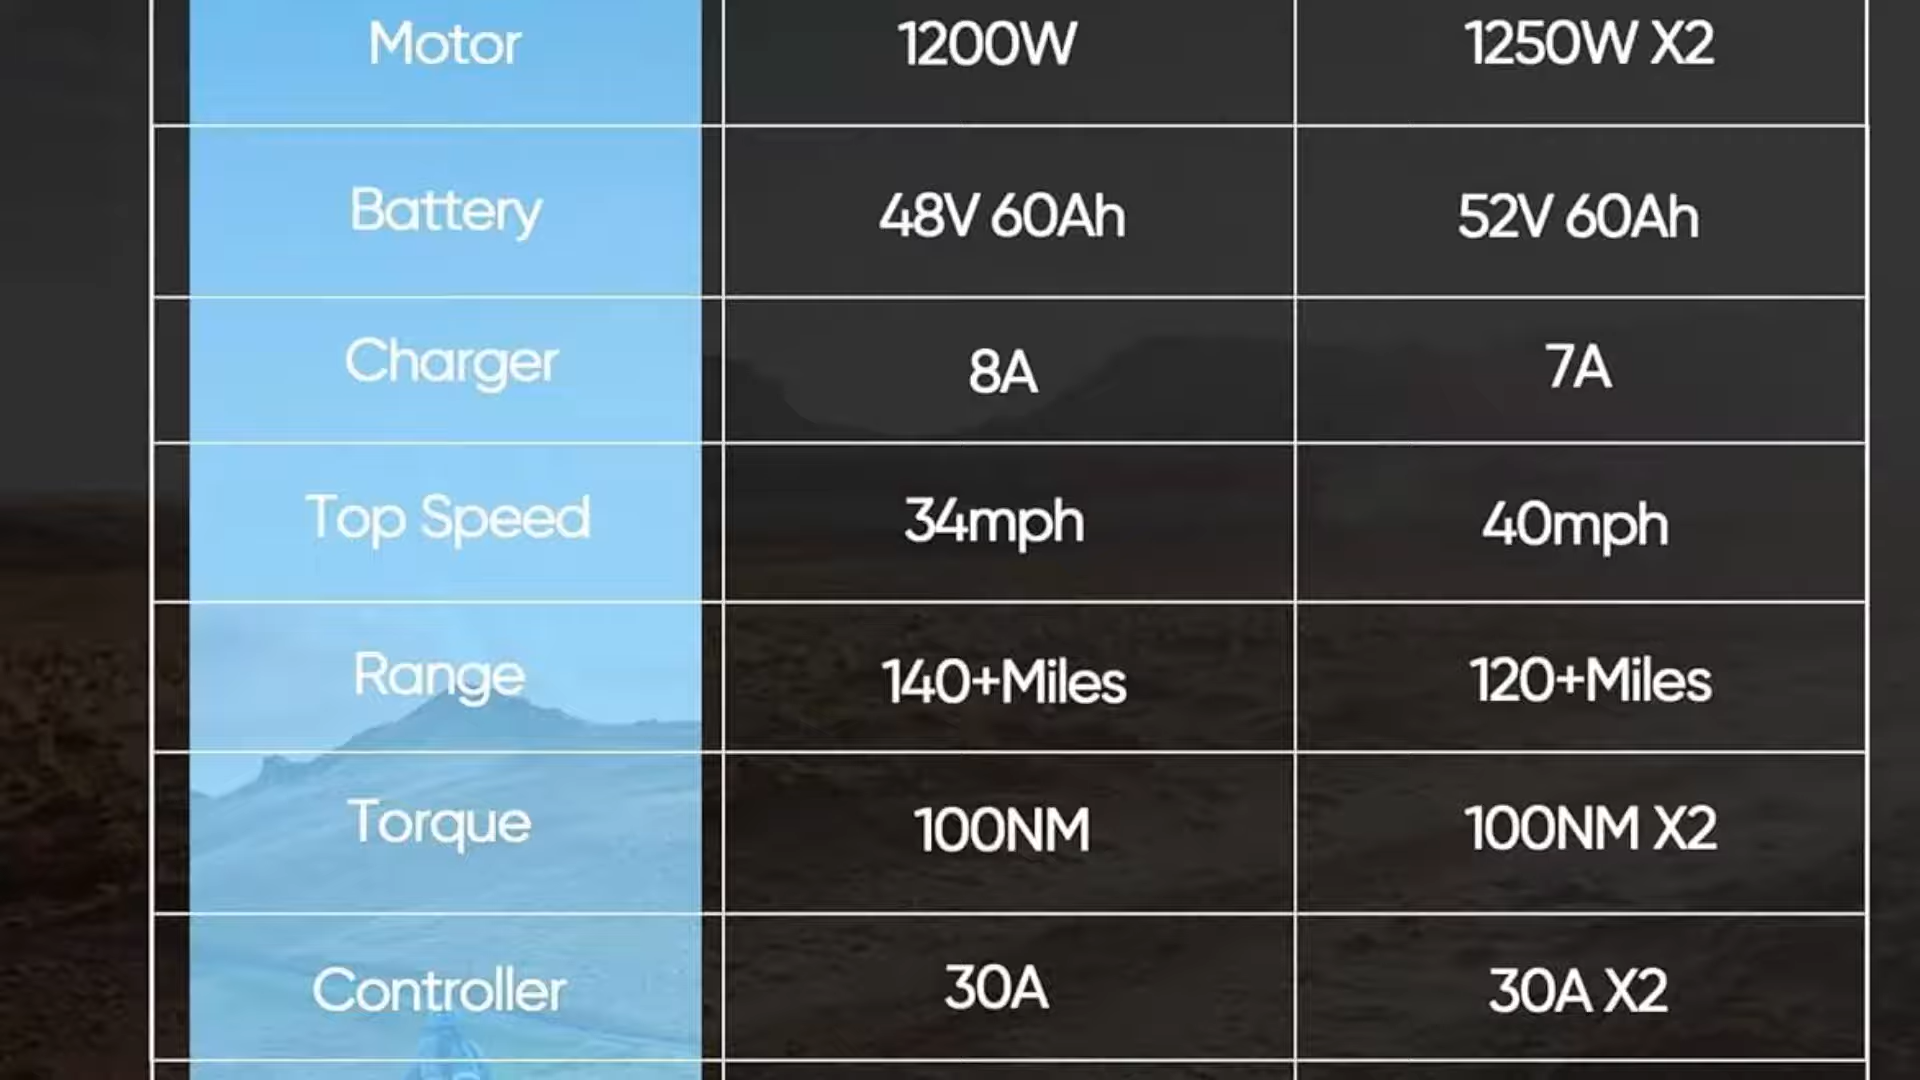 Motor 1200W 1250W X2
Battery 48V 60Ah 52V 60Ah
Charger 8A 7A
Top Speed 34mph 40mph
Range 140+Miles 120+Miles
Torque 100NM 100NM X2
Controller 30A 30A X2